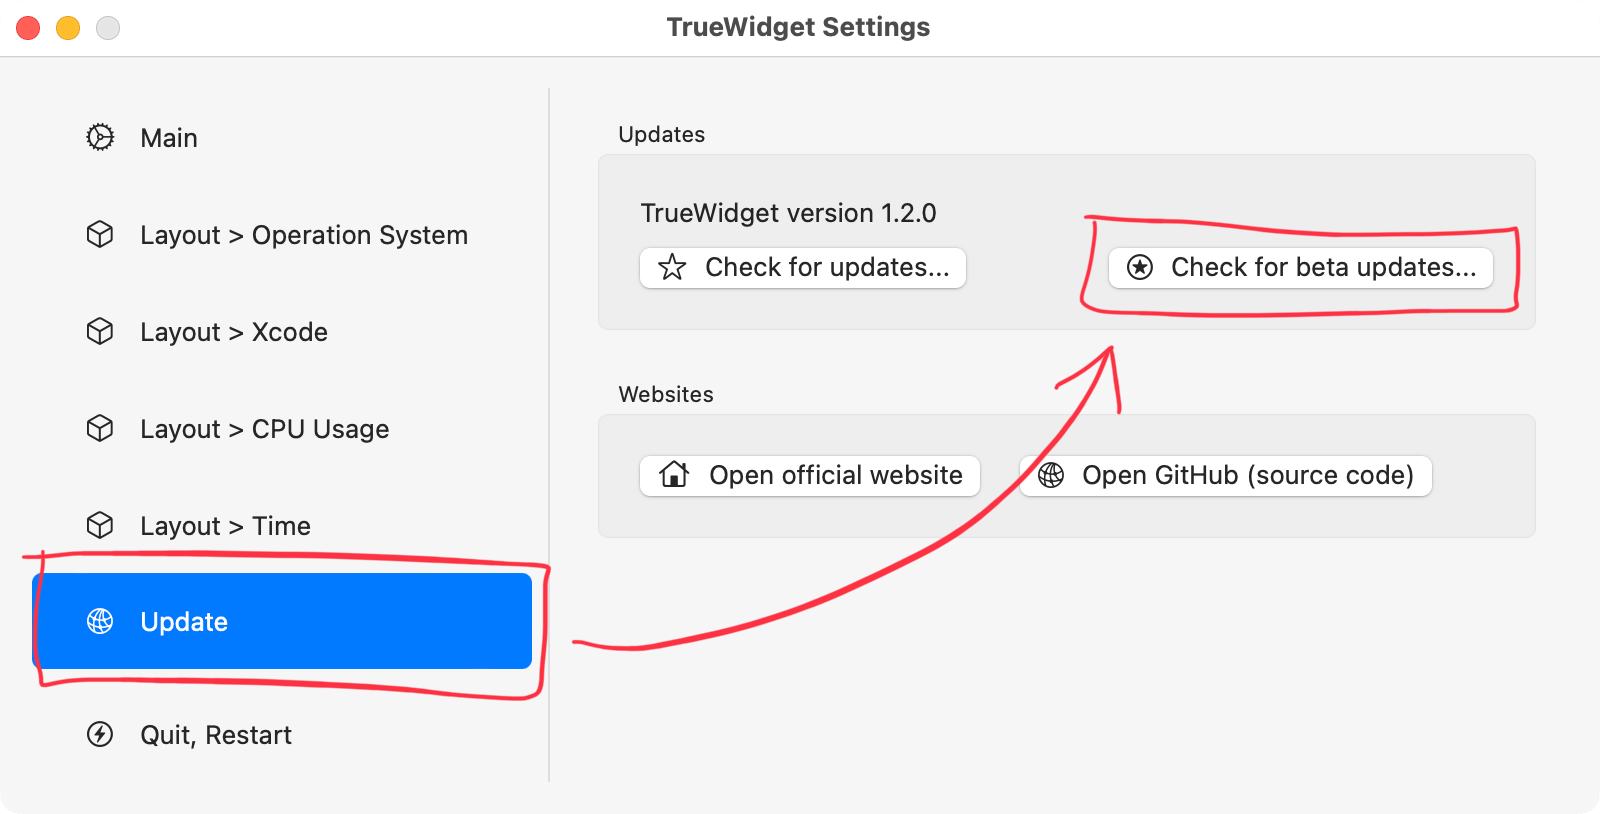 TrueWidget Settings
Main
Layout > Operation System
Layout > Xcode
Layout > CPU Usage
Layout > Time
Update
Quit, Restart
Updates
TrueWidget version 1.2.0
Check for updates...
Check for beta updates...
Websites
Open official website
Open GitHub (source code)